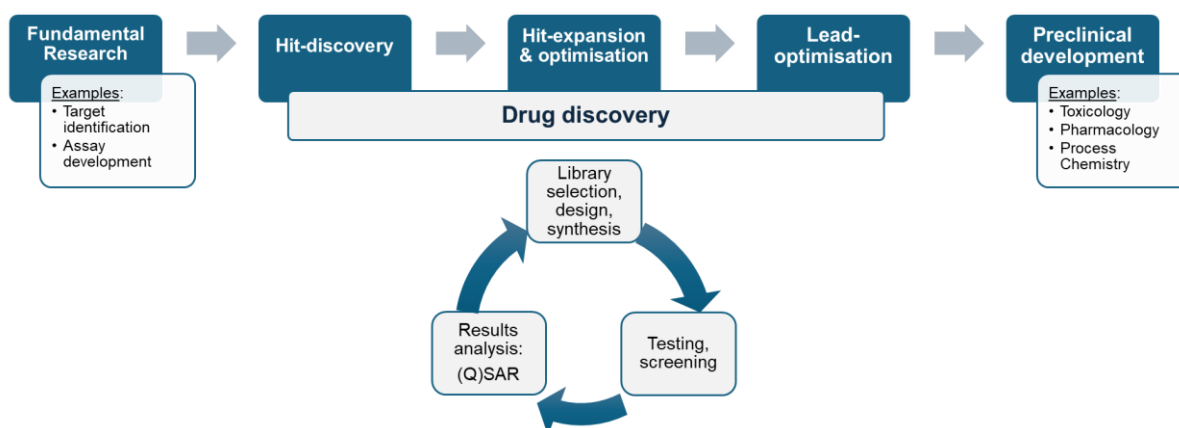 Fundamental
Research
Examples:
• Target
identification
• Assay
development
Hit-discovery
Hit-expansion
& optimisation
Lead-
optimisation
Preclinical
development
Examples:
• Toxicology
• Pharmacology
• Process
Chemistry
Drug discovery
Library
selection,
design,
synthesis
Testing,
screening
Results
analysis:
(Q)SAR